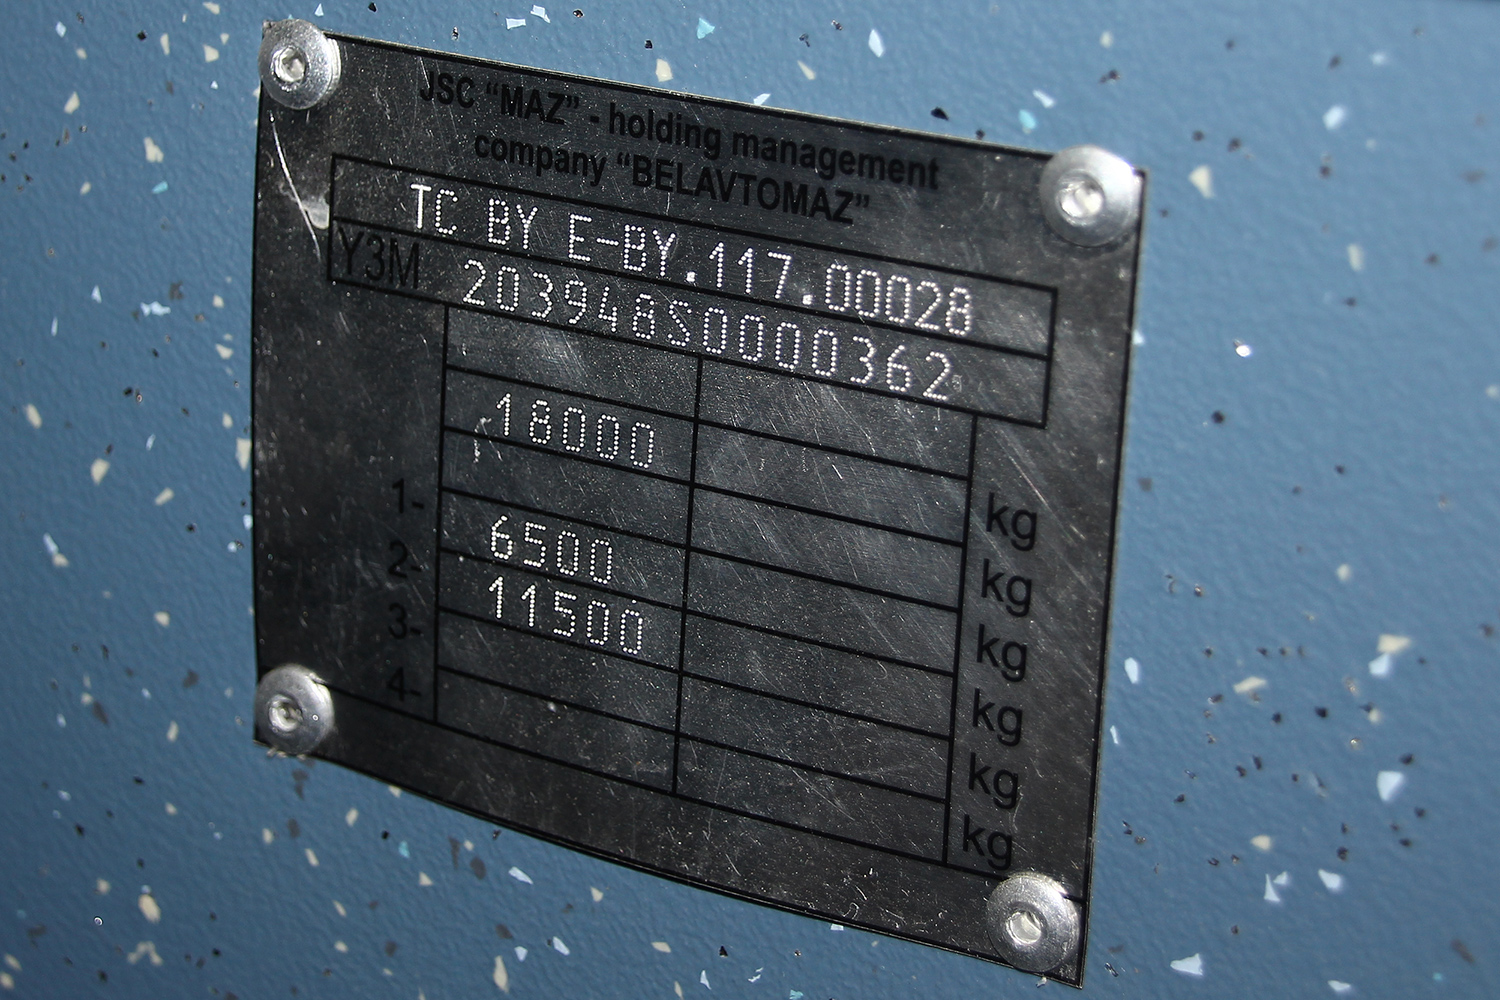 JSC “MAZ” - holding management
company “BELAVTOMAZ”
TC BY E-BY.117.00028
Y3M 203948S0000362
18000 kg
kg
1- 6500 kg
2- 11500 kg
3- kg
4- kg